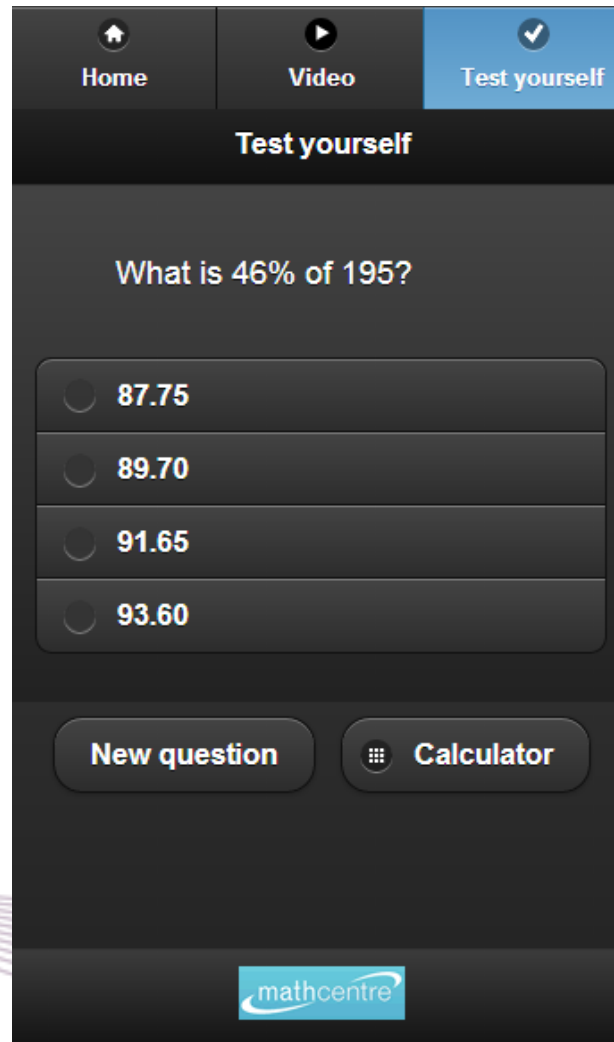 Home Video Test yourself
Test yourself
What is 46% of 195?
87.75
89.70
91.65
93.60
New question Calculator
mathcentre